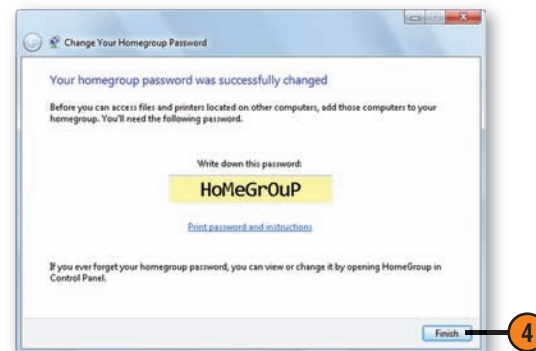 Change Your Homegroup Password
Your homegroup password was successfully changed
Before you can access files and printers located on other computers, add those computers to your
homegroup. You'll need the following password.
Write down this password:
HoMeGrOuP
Print password and instructions
If you ever forget your homegroup password, you can view or change it by opening HomeGroup in
Control Panel.
Finish
4